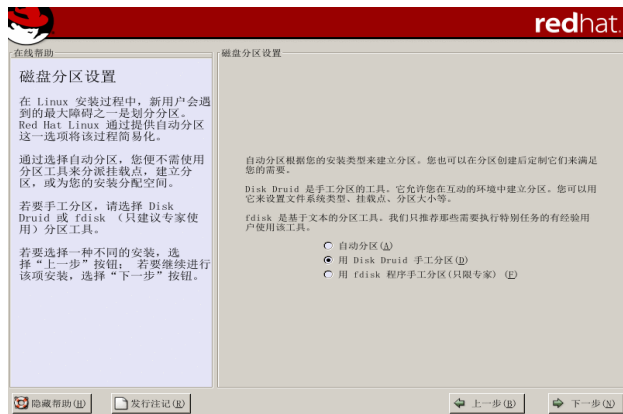 redhat.
在线帮助
磁盘分区设置
在 Linux 安装过程中，新用户会遇
到的最大障碍之一是划分分区。
Red Hat Linux 通过提供自动分区
这一选项将该过程简易化。
通过选择自动分区，您便不需使用
分区工具来分派挂载点，建立分
区，或为您的安装分配空间。
若要手工分区，请选择 Disk
Druid 或 fdisk （只建议专家使
用）分区工具。
若要选择一种不同的安装，选
择“上一步”按钮； 若要继续进行
该项安装，选择“下一步”按钮。
磁盘分区设置
自动分区根据您的安装类型来建立分区。您也可以在分区创建后定制它们来满足
您的需要。
Disk Druid 是手工分区的工具。它允许您在互动的环境中建立分区。您可以用
它来设置文件系统类型、挂载点、分区大小等。
fdisk 是基于文本的分区工具。我们只推荐那些需要执行特别任务的有经验用
户使用该工具。
自动分区(A)
用 Disk Druid 手工分区(D)
用 fdisk 程序手工分区(只限专家) (F)
隐藏帮助(H)
发行注记(R)
上一步(B)
下一步(N)